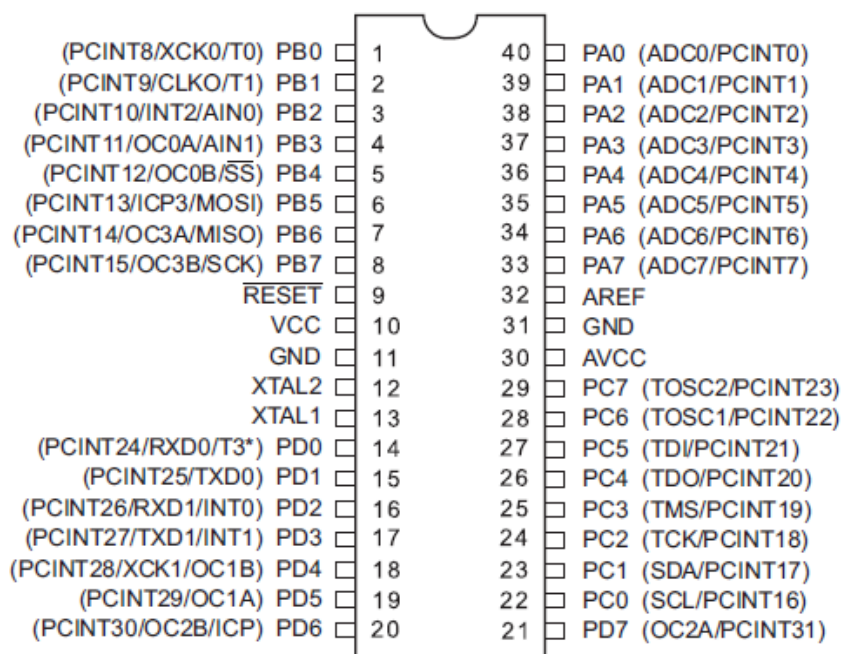 (PCINT8/XCK0/T0) PB0 1 40 PA0 (ADC0/PCINT0)
(PCINT9/CLKO/T1) PB1 2 39 PA1 (ADC1/PCINT1)
(PCINT10/INT2/AIN0) PB2 3 38 PA2 (ADC2/PCINT2)
(PCINT11/OC0A/AIN1) PB3 4 37 PA3 (ADC3/PCINT3)
(PCINT12/OC0B/S̅S̅) PB4 5 36 PA4 (ADC4/PCINT4)
(PCINT13/ICP3/MOSI) PB5 6 35 PA5 (ADC5/PCINT5)
(PCINT14/OC3A/MISO) PB6 7 34 PA6 (ADC6/PCINT6)
(PCINT15/OC3B/SCK) PB7 8 33 PA7 (ADC7/PCINT7)
R̅E̅S̅E̅T̅ 9 32 AREF
VCC 10 31 GND
GND 11 30 AVCC
XTAL2 12 29 PC7 (TOSC2/PCINT23)
XTAL1 13 28 PC6 (TOSC1/PCINT22)
(PCINT24/RXD0/T3*) PD0 14 27 PC5 (TDI/PCINT21)
(PCINT25/TXD0) PD1 15 26 PC4 (TDO/PCINT20)
(PCINT26/RXD1/INT0) PD2 16 25 PC3 (TMS/PCINT19)
(PCINT27/TXD1/INT1) PD3 17 24 PC2 (TCK/PCINT18)
(PCINT28/XCK1/OC1B) PD4 18 23 PC1 (SDA/PCINT17)
(PCINT29/OC1A) PD5 19 22 PC0 (SCL/PCINT16)
(PCINT30/OC2B/ICP) PD6 20 21 PD7 (OC2A/PCINT31)